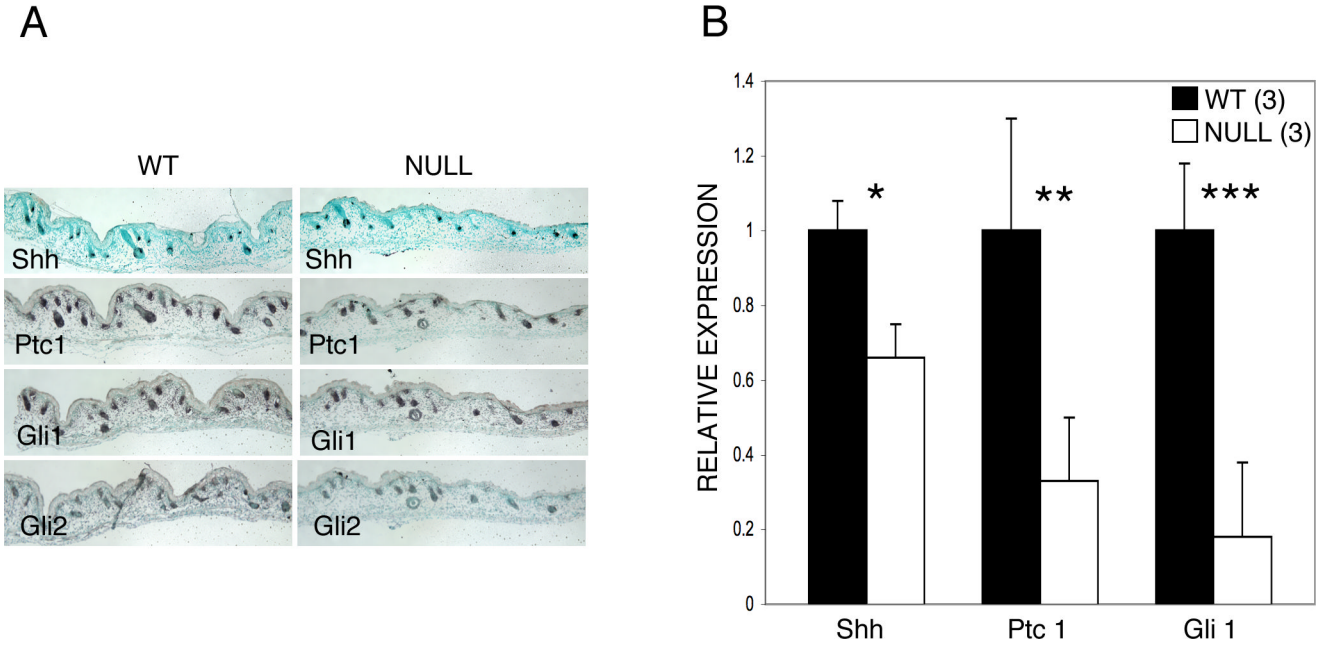 A
WT NULL
Shh Shh
Ptc1 Ptc1
Gli1 Gli1
Gli2 Gli2
B
RELATIVE EXPRESSION
1.4
1.2
1
0.8
0.6
0.4
0.2
0
WT (3)
NULL (3)
* ** ***
Shh Ptc 1 Gli 1